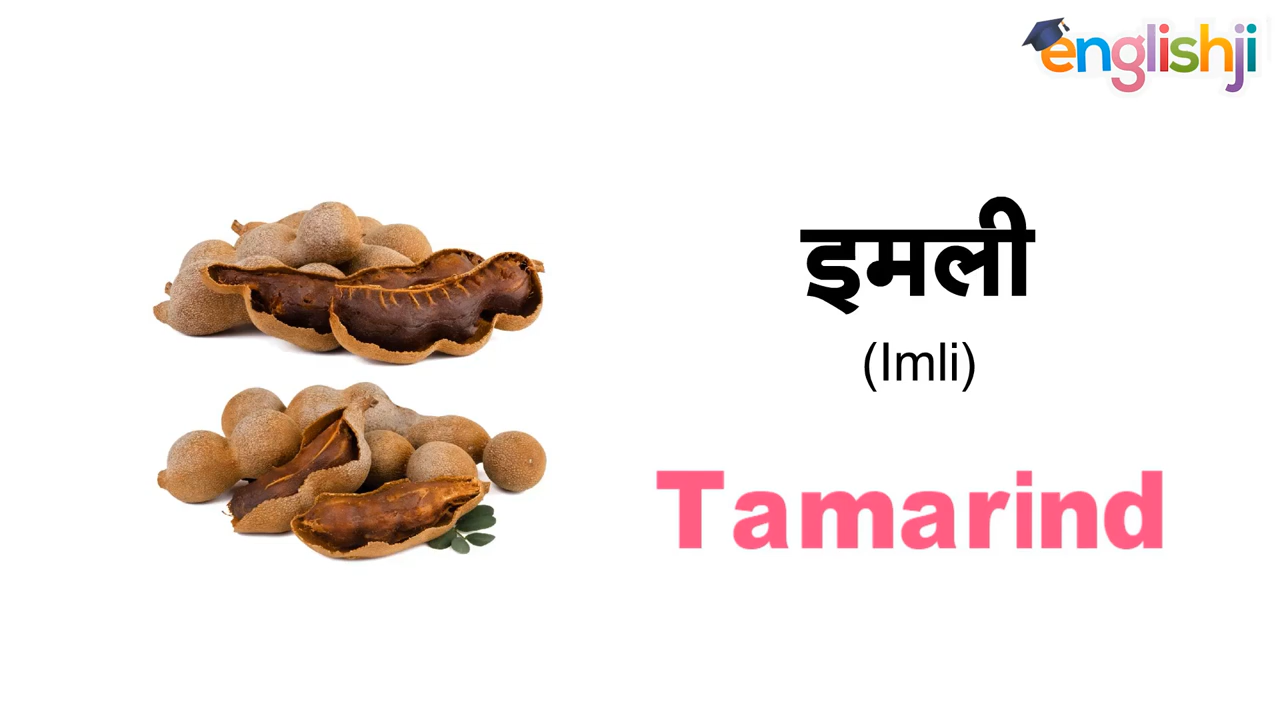 englishji
इमली
(Imli)
Tamarind